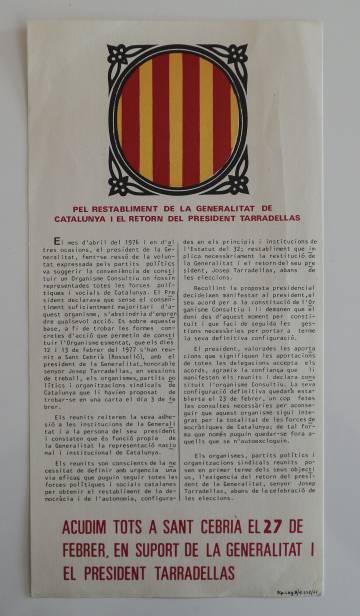 PEL RESTABLIMENT DE LA GENERALITAT DE
CATALUNYA I EL RETORN DEL PRESIDENT TARRADELLAS
El mes d'abril del 1976 i en d'al
tres ocasions, el president de la Ge-
neralitat, fent-se ressò de la volun-
tat expressada pels partits polítics
va suggerir la conveniència de consti
tuir un Organisme Consultiu on fossin
representades totes les forces polí-
tiques i socials de Catalunya. El Pre
sident declarava que sense el consen-
timent suficientment majoritari d'a-
quest organisme, s'abstindria d'empren
dre qualsevol acció. És sobre aquesta
base, a fi de trobar les formes con-
cretes d'acció que permetin de consti
tuir l'Organisme esmentat, que els dies
12 i 13 de febrer del 1977 s'han reu-
nit a Sant Cebrià (Rosselló), amb el
president de la Generalitat, honorable
senyor Josep Tarradellas, en sessions
de treball, els organismes, partits po
lítics i organitzacions sindicals de
Catalunya que li havien proposat de
trobar-se en una carta el dia 3 de fe
brer.
Els reunits reiteren la seva adhe-
sió a les institucions de la Generali
tat i a la persona del seu president
i constaten que és funció pròpia de
la Generalitat la representació nacio
nal i institucional de Catalunya.
Els reunits són conscients de la ne
cessitat de definir amb urgència una
via eficaç que puguin seguir totes les
forces polítiques i socials catalanes
per obtenir el restabliment de la de-
mocràcia i de l'autonomia, configura-
des en els principis i institucions de
l'Estatut del 32; restabliment que im
plica necessàriament la restitució de
la Generalitat i el retorn del seu pre
sident, Josep Tarradellas, abans de
les eleccions.
Recollint la proposta presidencial
decideixen manifestar al president, el
seu acord per a la constitució de l'Or
ganisme Consultiu i li demanen que el
doni des d'aquest moment per consti-
tuït i que faci de seguida les ges-
tions necessàries per portar a terme
la seva definitiva configuració.
El president, valorades les aporta
cions que signifiquen les aportacions
de totes les delegacions accepta els
acords, agraeix la confiança que li
manifesten els reunits i declara cons
tituït l'organisme Consultiu. La seva
configuració definitiva quedarà esta-
blerta el 23 de febrer, un cop fetes
les consultes necessàries per aconse-
guir que aquest organisme sigui inte-
grat per la totalitat de les forces de
mocràtiques de Catalunya; de tal for-
ma que només puguin quedar-se fora a-
quells que se n'autoexcloguin.
Els organismes, partits polítics i
organitzacions sindicals reunits po-
sen en primer terme dels seus objecti
us, l'exigència del retorn del presi-
dent de la Generalitat, senyor Josep
Tarradellas, abans de la celebració de
les eleccions.
ACUDIM TOTS A SANT CEBRIÀ EL 27 DE
FEBRER, EN SUPORT DE LA GENERALITAT I
EL PRESIDENT TARRADELLAS